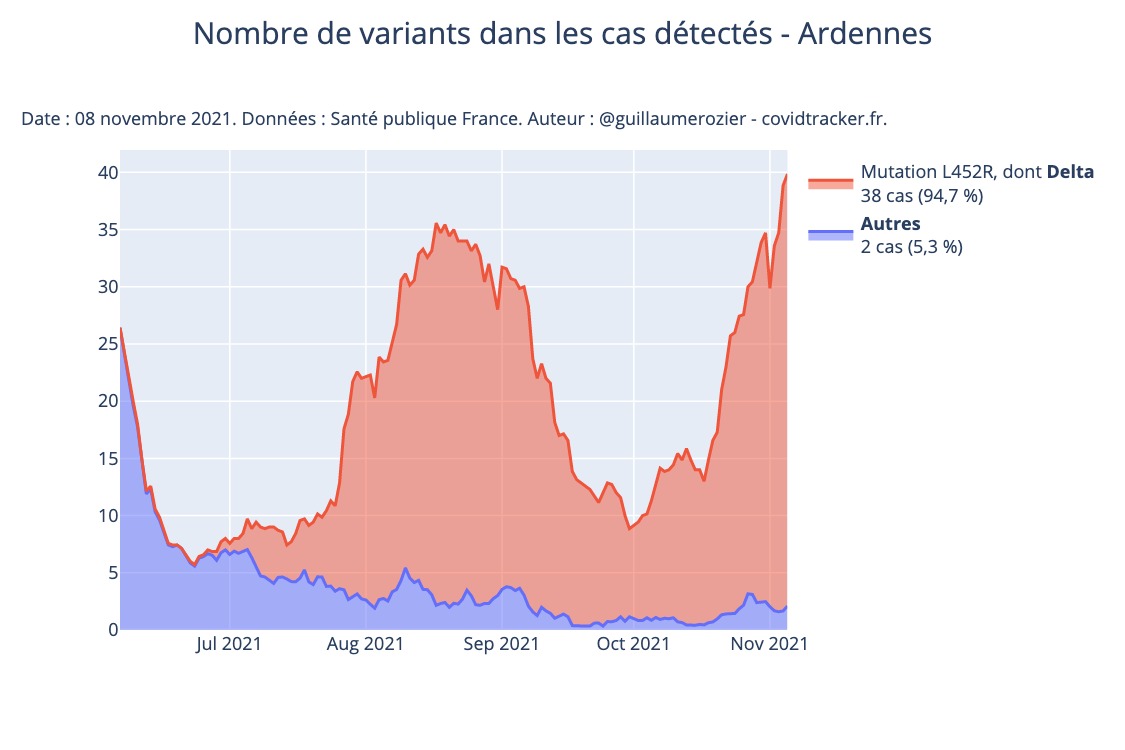 Nombre de variants dans les cas détectés - Ardennes
Date : 08 novembre 2021. Données : Santé publique France. Auteur : @guillaumerozier - covidtracker.fr.
Mutation L452R, dont Delta
38 cas (94,7 %)
Autres
2 cas (5,3 %)
40
35
30
25
20
15
10
5
0
Jul 2021
Aug 2021
Sep 2021
Oct 2021
Nov 2021